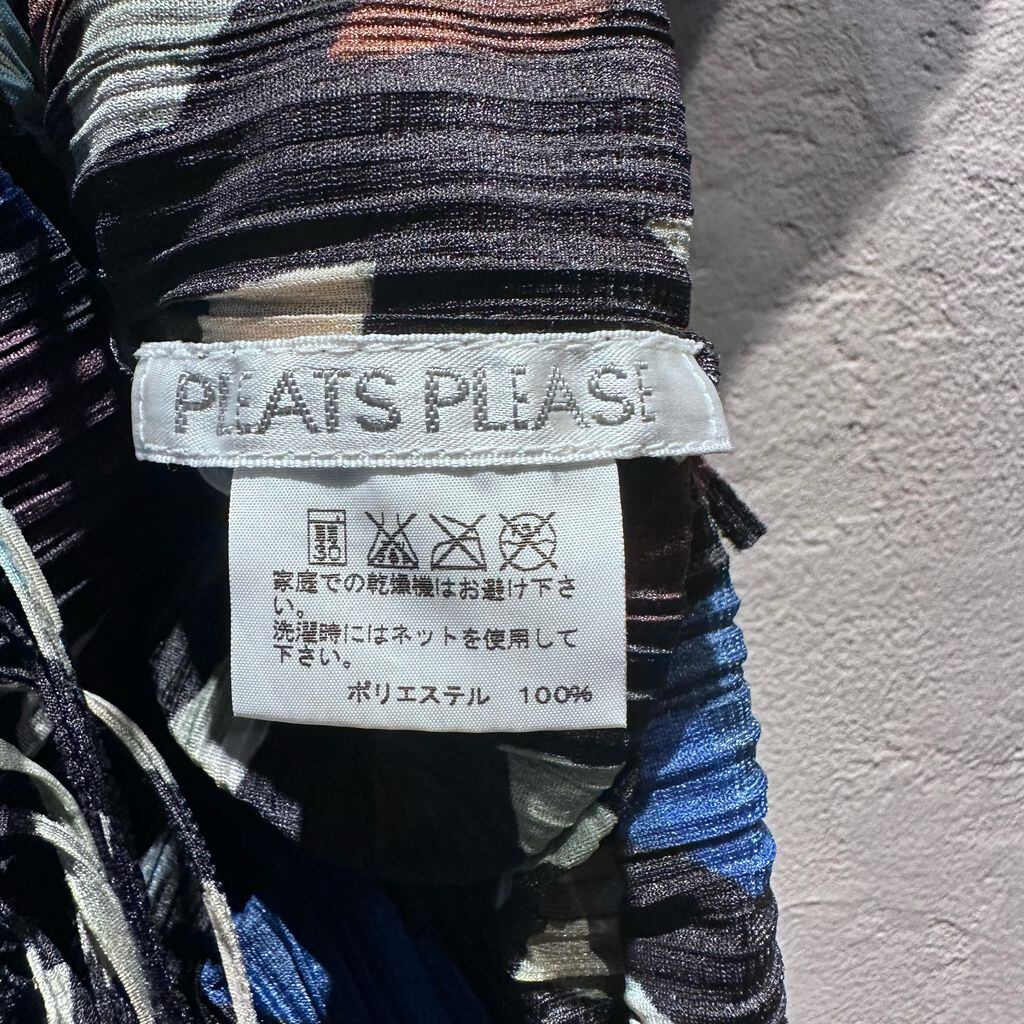 PLEATS PLEASE
30
家庭での乾燥機はお避け下さ
い。
洗濯時にはネットを使用して
下さい。
ポリエステル 100%